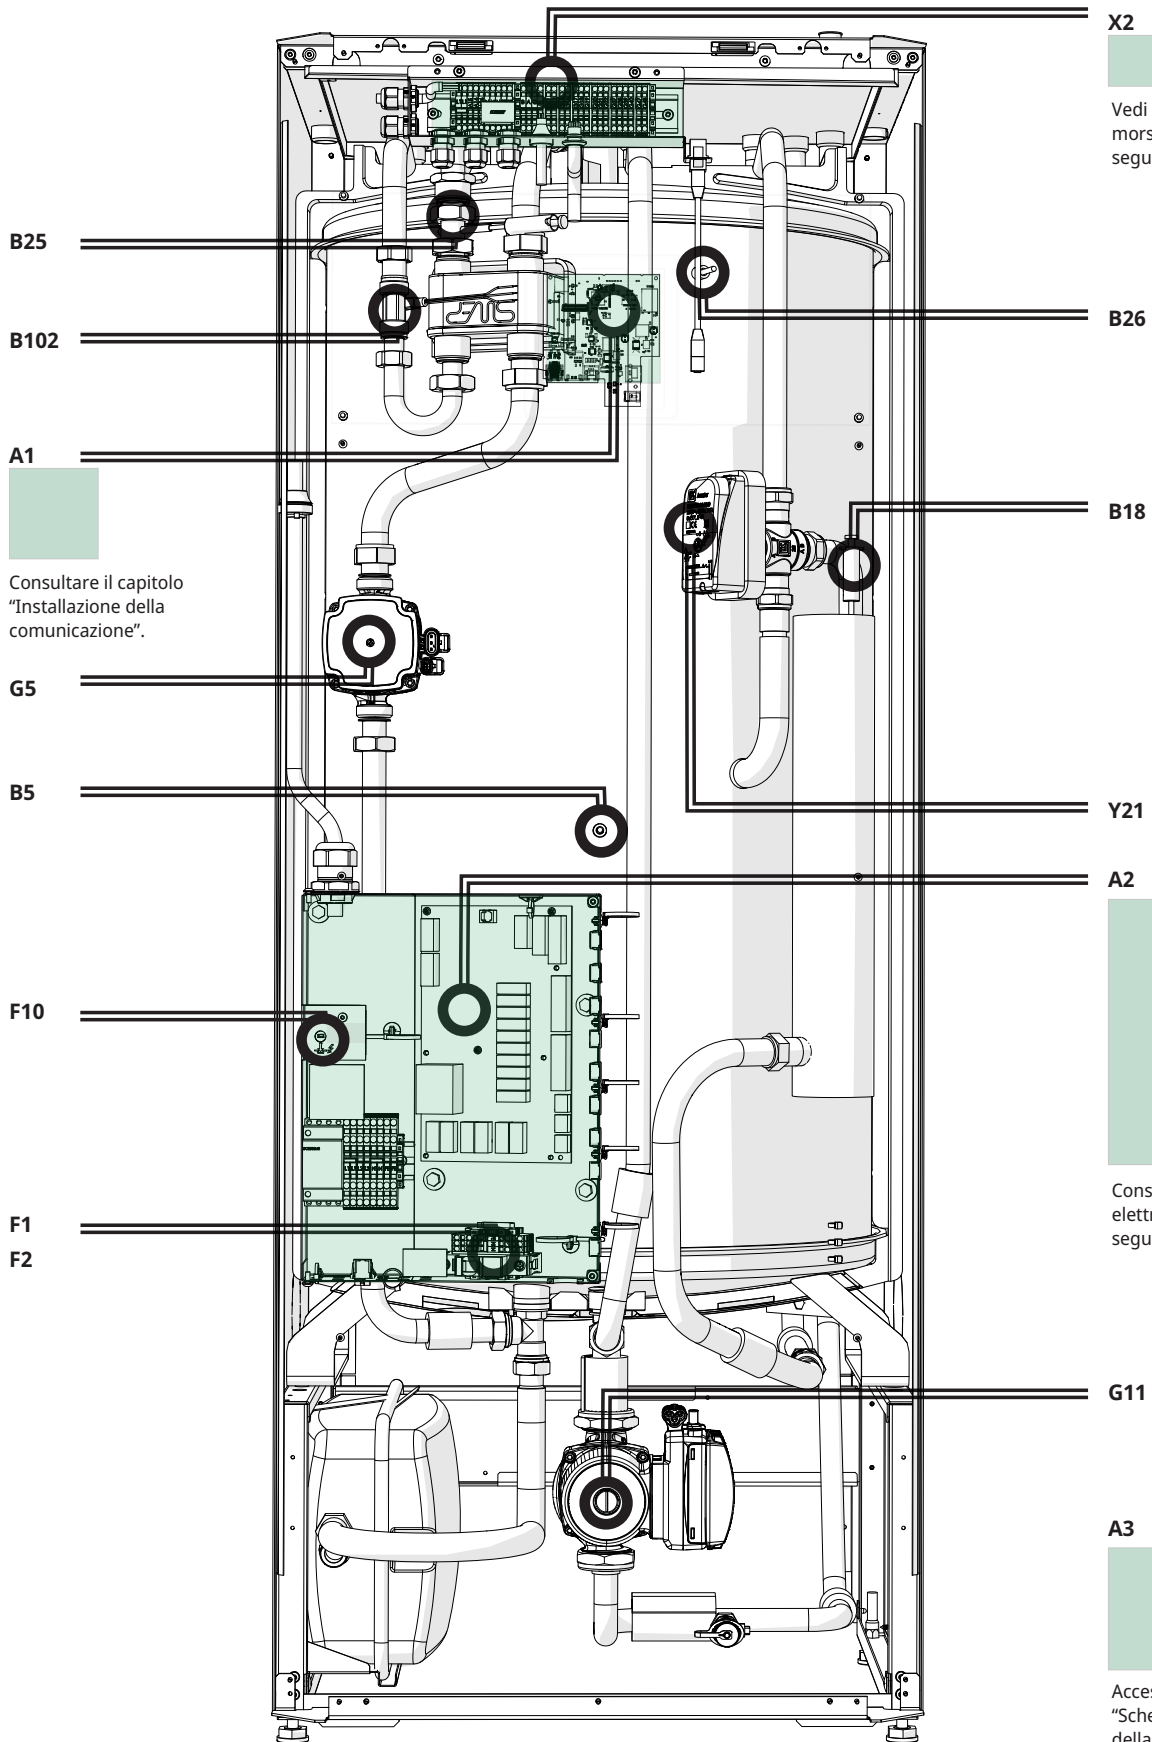 X2
Vedi
mors
segu
B25
B26
B102
SWEP
A1
B18
Consultare il capitolo
“Installazione della
comunicazione”.
G5
B5
Y21
A2
F10
Cons
elettr
segu
F1
F2
G11
A3
Acces
“Sche
della